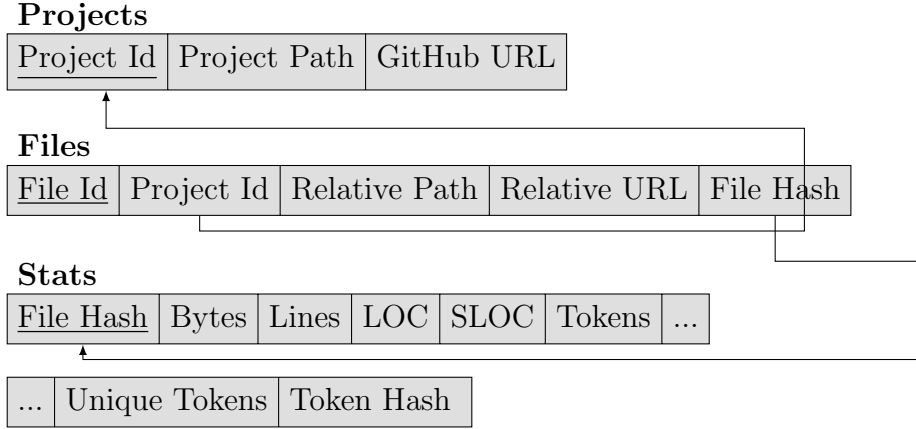 Projects
Project Id Project Path GitHub URL
Files
File Id Project Id Relative Path Relative URL File Hash
Stats
File Hash Bytes Lines LOC SLOC Tokens ...
... Unique Tokens Token Hash